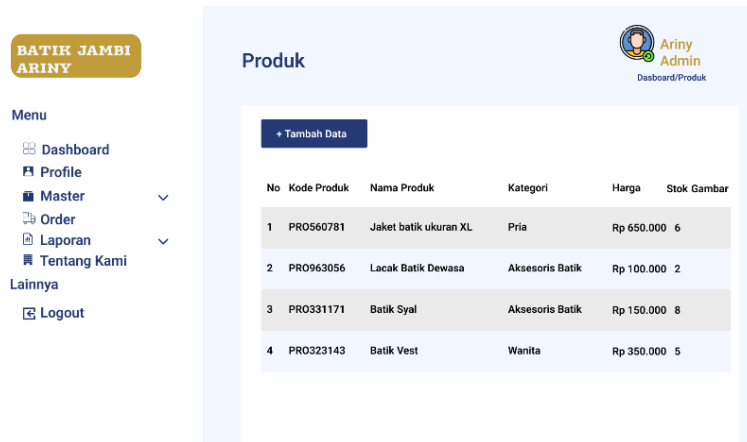 BATIK JAMBI
ARINY
Menu
Dashboard
Profile
Master
Order
Laporan
Tentang Kami
Lainnya
Logout
Produk
Ariny
Admin
Dasboard/Produk
+ Tambah Data
No Kode Produk Nama Produk Kategori Harga Stok Gambar
1 PRO560781 Jaket batik ukuran XL Pria Rp 650.000 6
2 PRO963056 Lacak Batik Dewasa Aksesoris Batik Rp 100.000 2
3 PRO331171 Batik Syal Aksesoris Batik Rp 150.000 8
4 PRO323143 Batik Vest Wanita Rp 350.000 5